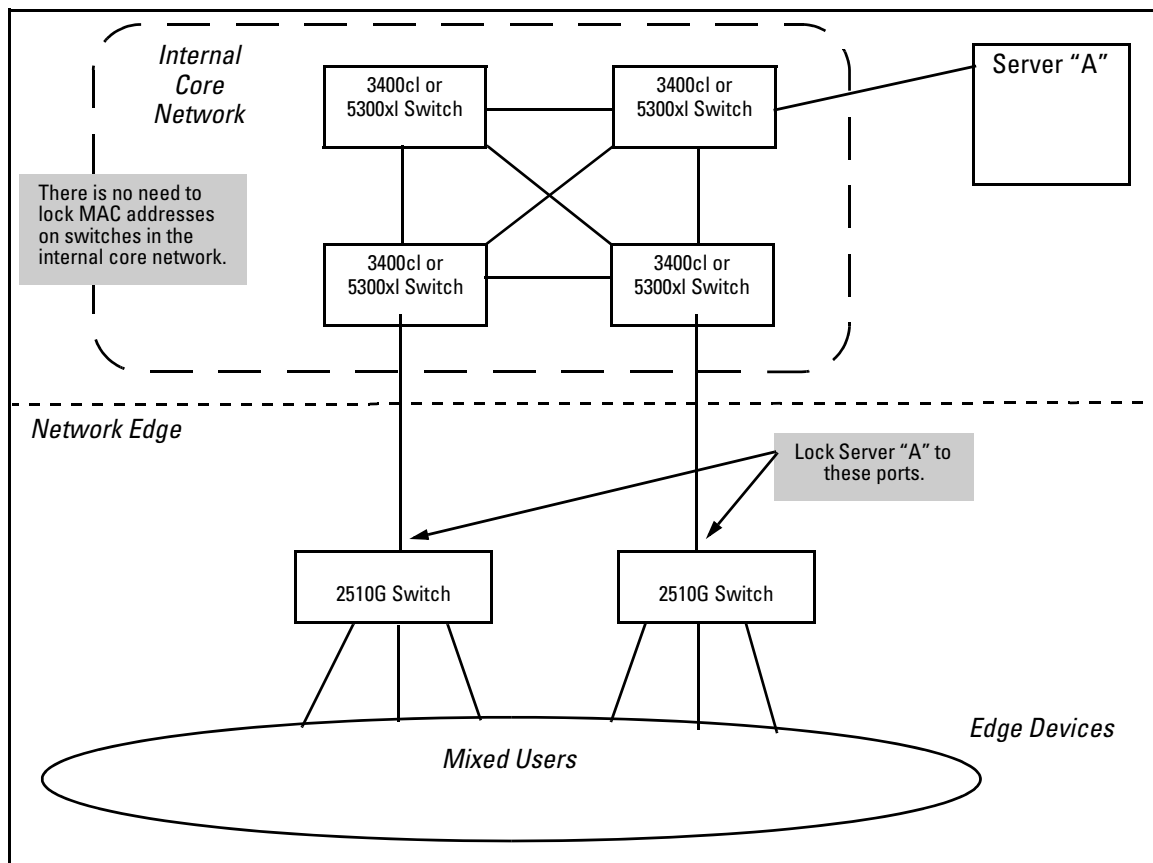 Internal
Core
Network
3400cl or
5300xl Switch
3400cl or
5300xl Switch
Server “A”
There is no need to
lock MAC addresses
on switches in the
internal core network.
3400cl or
5300xl Switch
3400cl or
5300xl Switch
Network Edge
Lock Server “A” to
these ports.
2510G Switch
2510G Switch
Edge Devices
Mixed Users